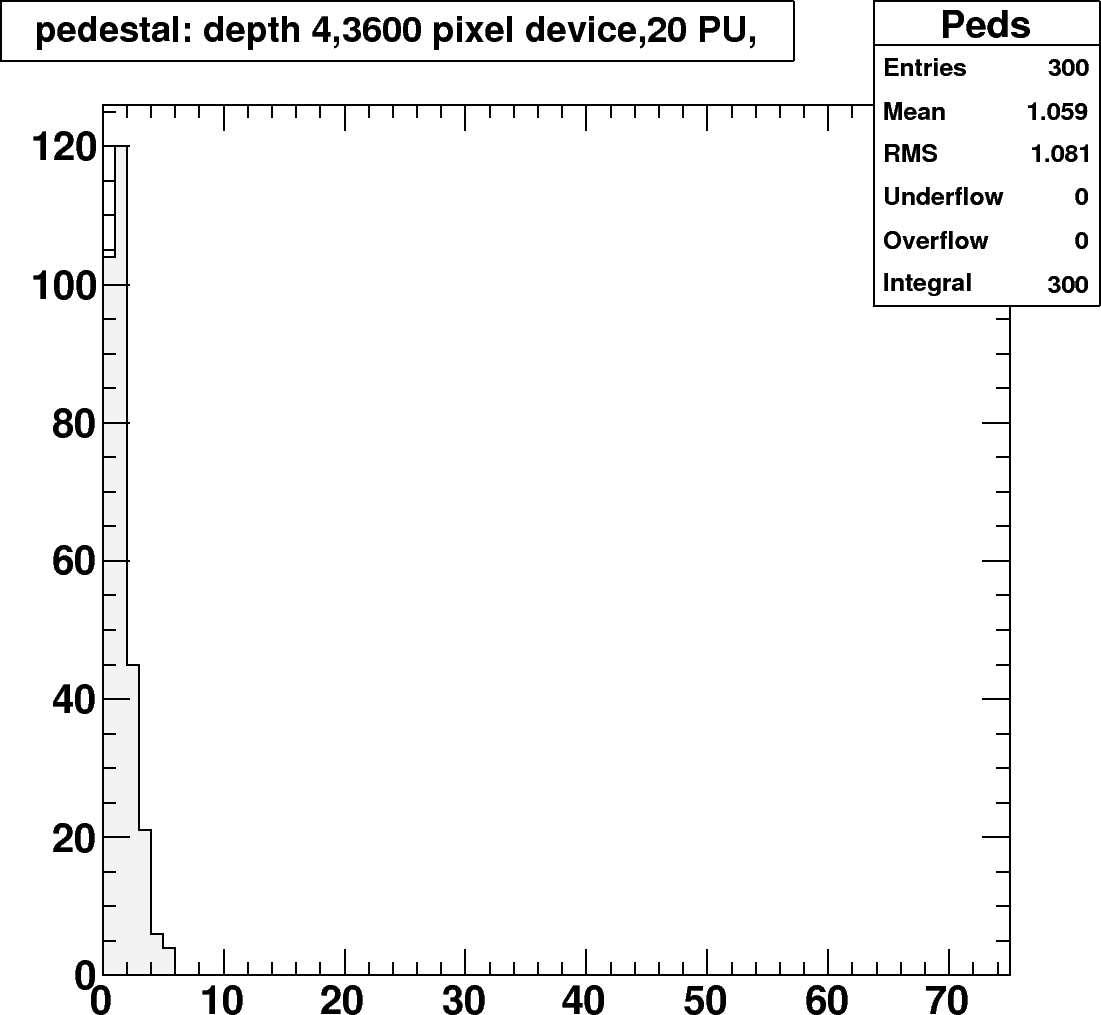 pedestal: depth 4,3600 pixel device,20 PU,
Peds
Entries 300
Mean 1.059
RMS 1.081
Underflow 0
Overflow 0
Integral 300
120
100
80
60
40
20
0
0 10 20 30 40 50 60 70